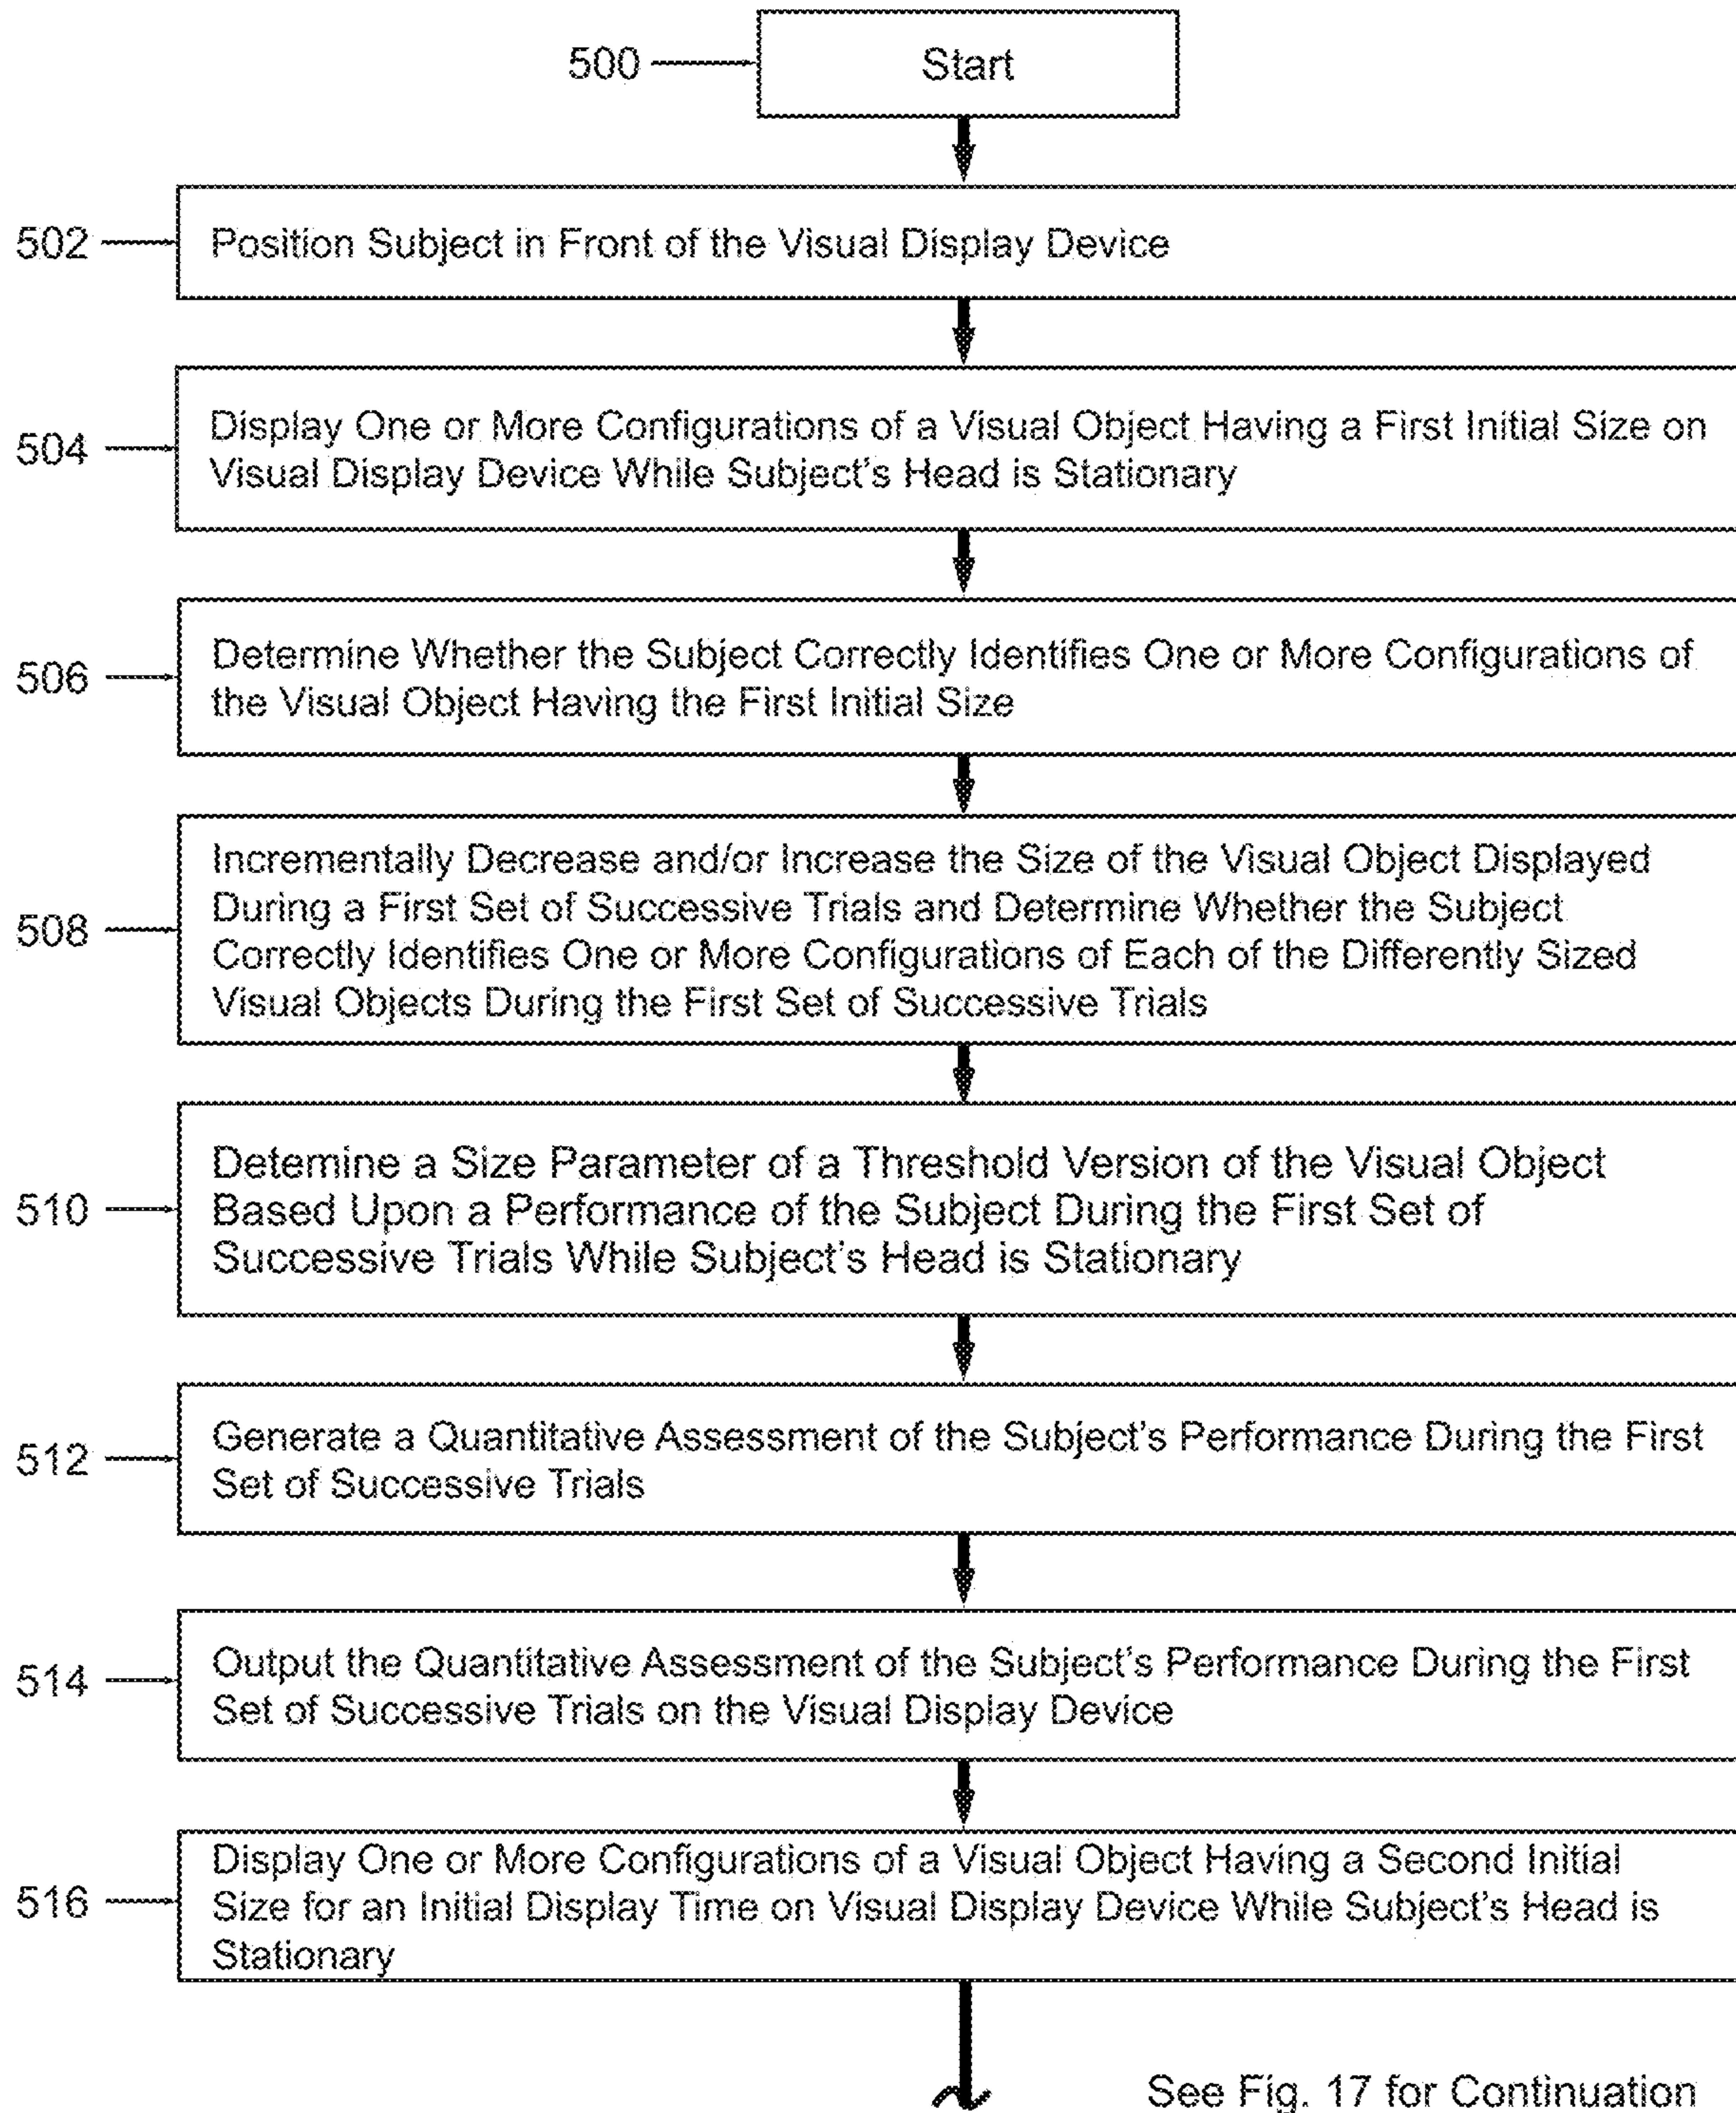 500
Start
502
Position Subject in Front of the Visual Display Device
504
Display One or More Configurations of a Visual Object Having a First Initial Size on
Visual Display Device While Subject's Head is Stationary
506
Determine Whether the Subject Correctly Identifies One or More Configurations of
the Visual Object Having the First Initial Size
508
Incrementally Decrease and/or Increase the Size of the Visual Object Displayed
During a First Set of Successive Trials and Determine Whether the Subject
Correctly Identifies One or More Configurations of Each of the Differently Sized
Visual Objects During the First Set of Successive Trials
510
Detemine a Size Parameter of a Threshold Version of the Visual Object
Based Upon a Performance of the Subject During the First Set of
Successive Trials While Subject's Head is Stationary
512
Generate a Quantitative Assessment of the Subject's Performance During the First
Set of Successive Trials
514
Output the Quantitative Assessment of the Subject's Performance During the First
Set of Successive Trials on the Visual Display Device
516
Display One or More Configurations of a Visual Object Having a Second Initial
Size for an Initial Display Time on Visual Display Device While Subject's Head is
Stationary
See Fig. 17 for Continuation